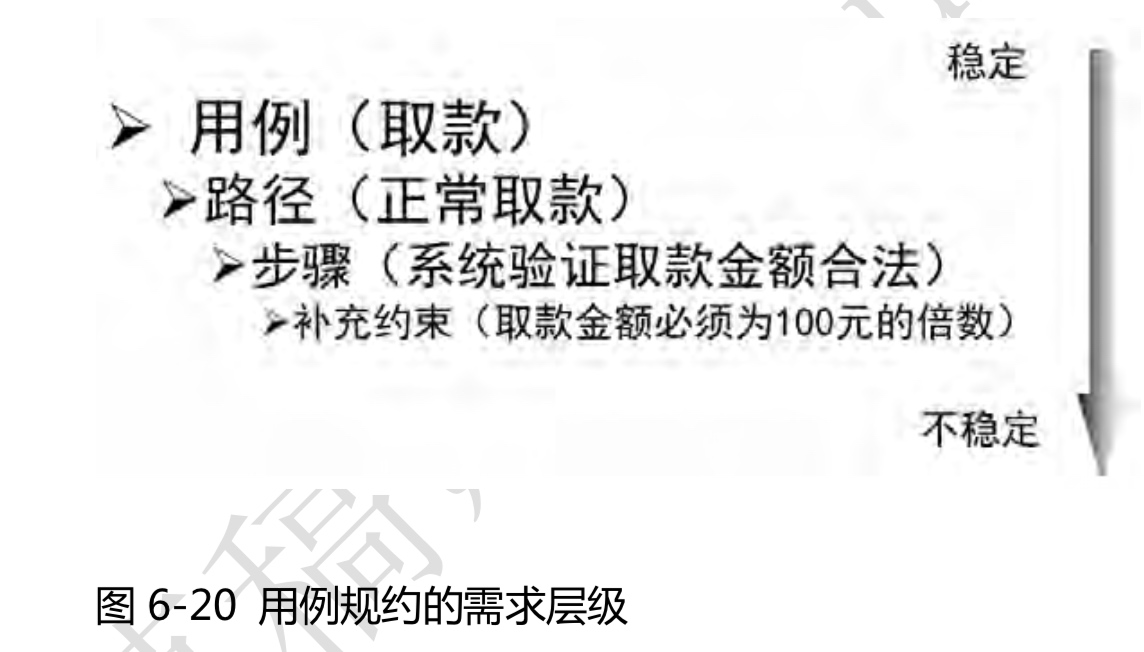 稳定
➢ 用例（取款）
➢路径（正常取款）
➢步骤（系统验证取款金额合法）
➢补充约束（取款金额必须为100元的倍数）
不稳定
图 6-20 用例规约的需求层级
稿